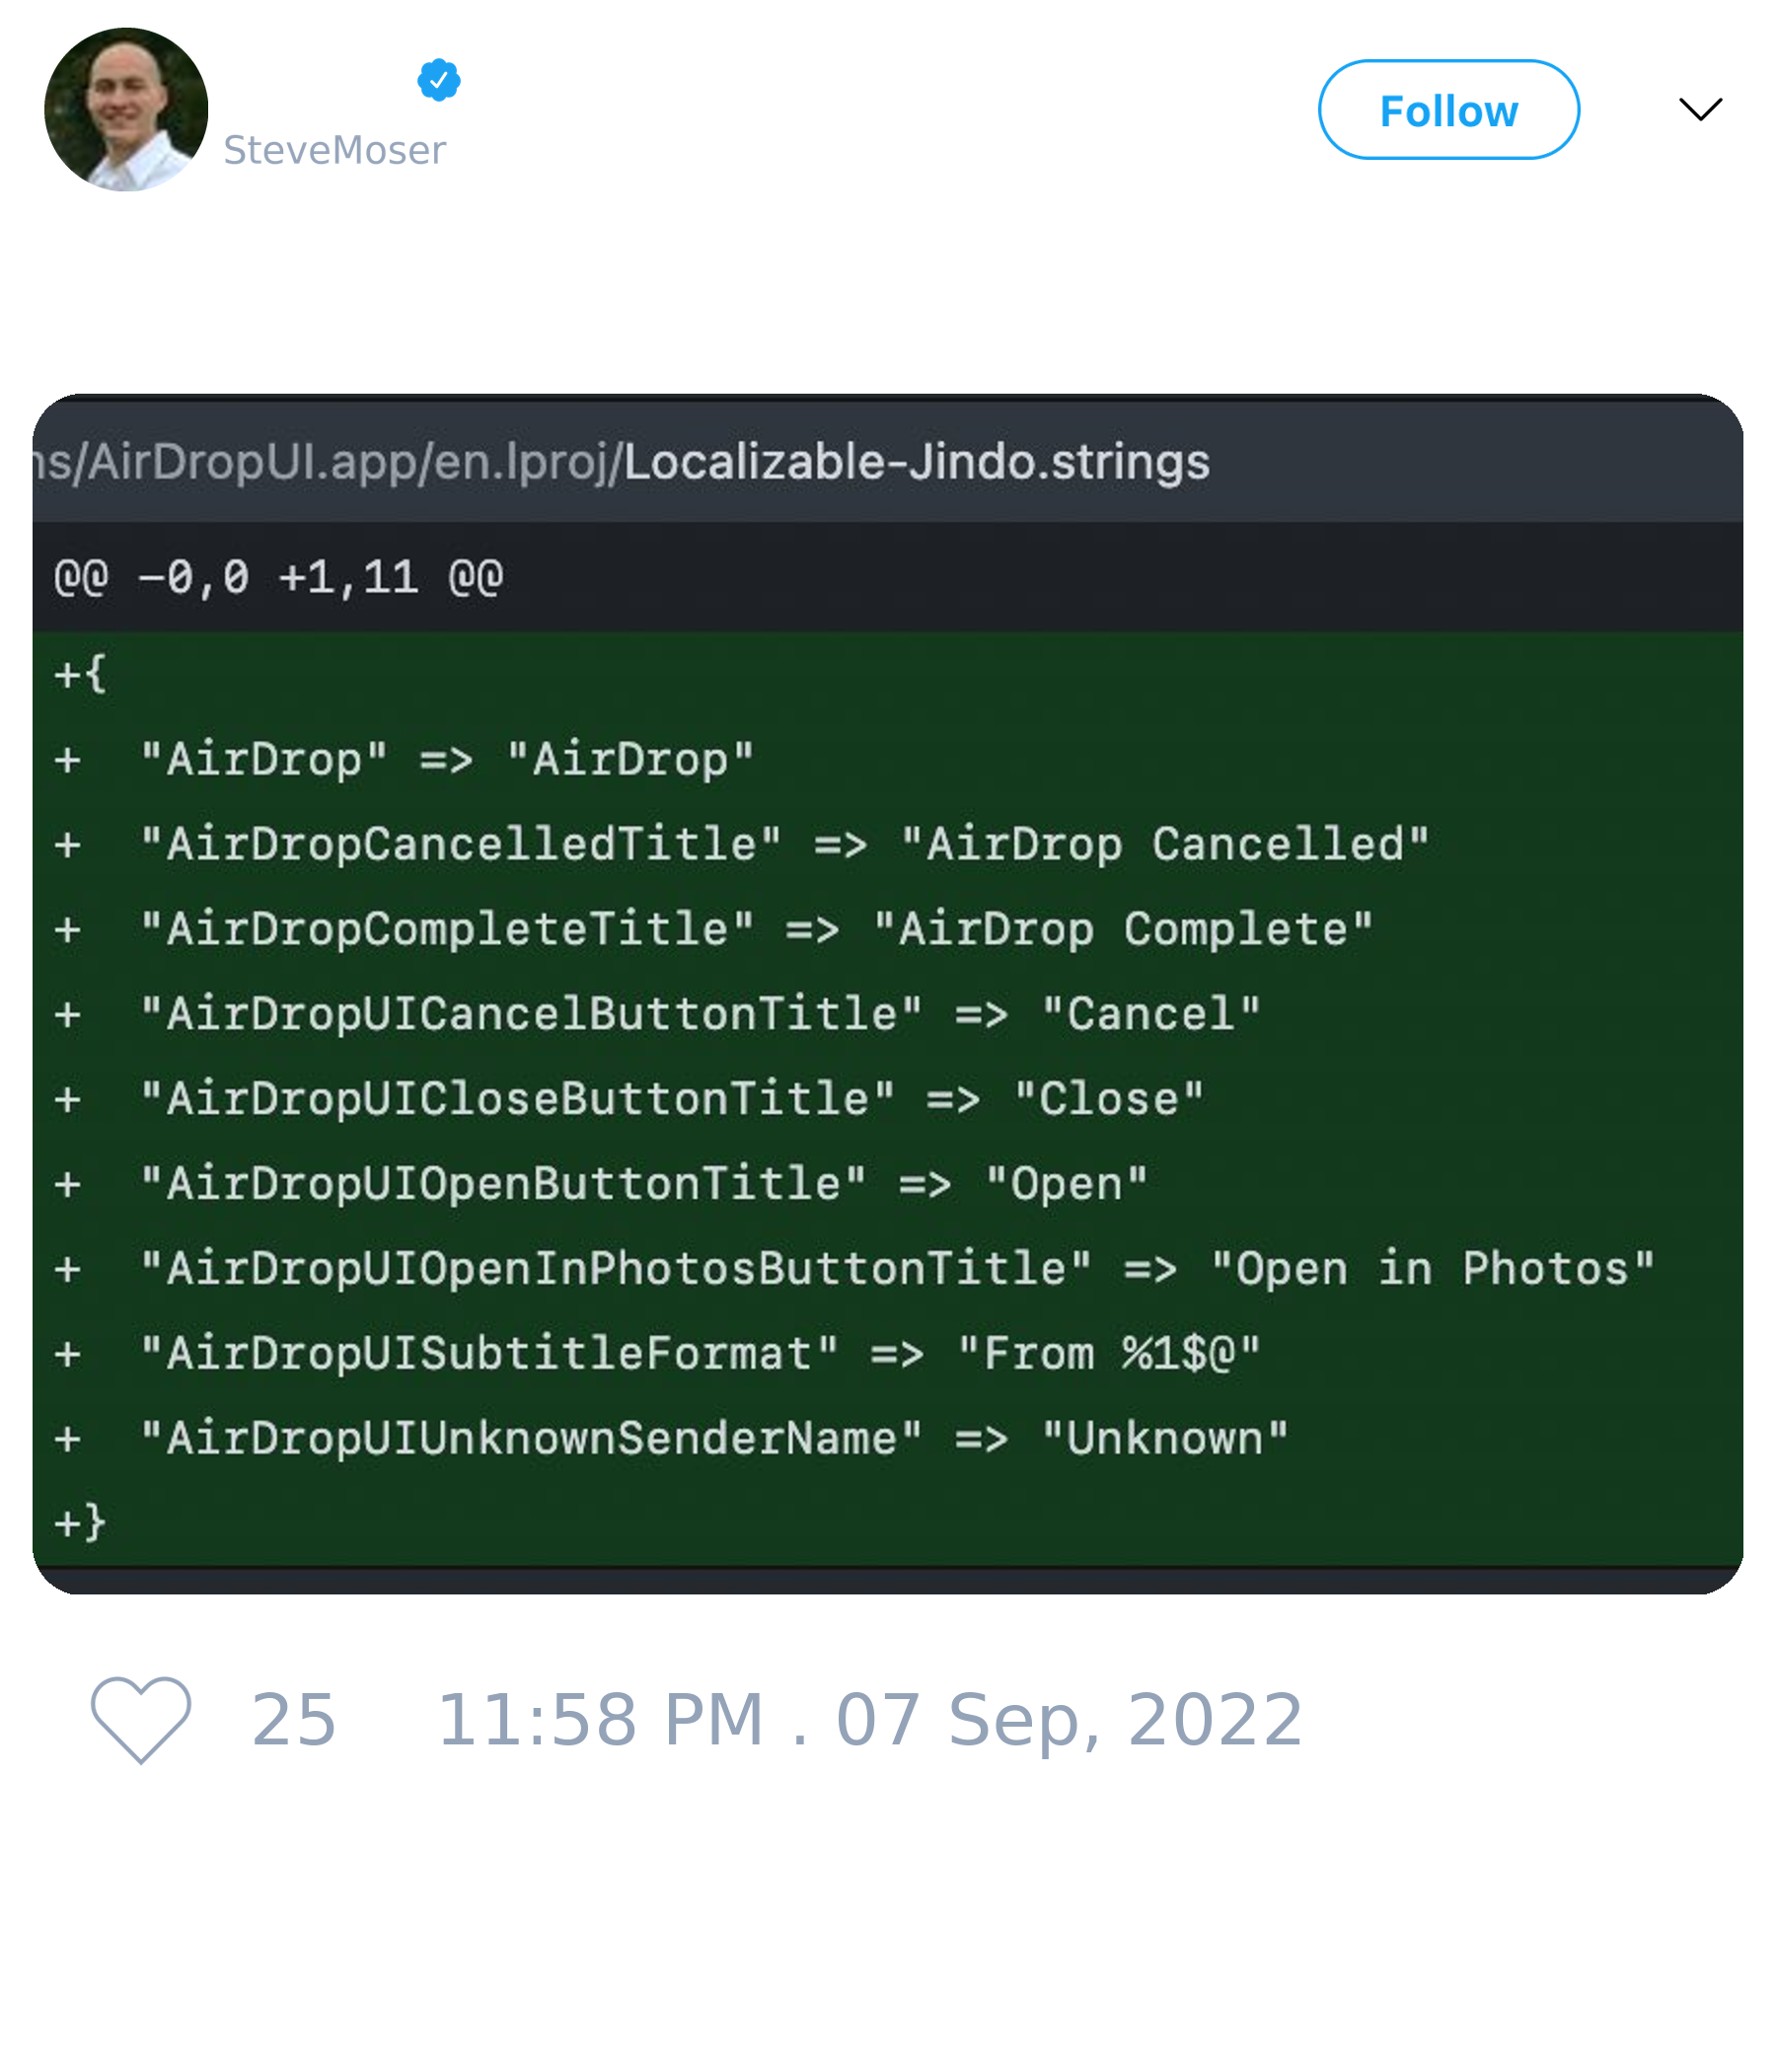 SteveMoser
Follow
ns/AirDropUI.app/en.lproj/Localizable-Jindo.strings
@@ -0,0 +1,11 @@
+{
+  "AirDrop" => "AirDrop"
+  "AirDropCancelledTitle" => "AirDrop Cancelled"
+  "AirDropCompleteTitle" => "AirDrop Complete"
+  "AirDropUICancelButtonTitle" => "Cancel"
+  "AirDropUICloseButtonTitle" => "Close"
+  "AirDropUIOpenButtonTitle" => "Open"
+  "AirDropUIOpenInPhotosButtonTitle" => "Open in Photos"
+  "AirDropUISubtitleFormat" => "From %1$@"
+  "AirDropUIUnknownSenderName" => "Unknown"
+}
25 11:58 PM . 07 Sep, 2022